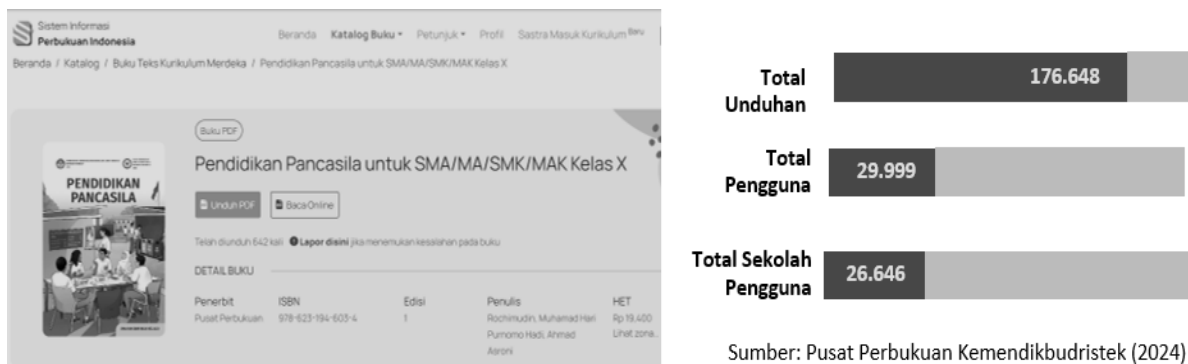 Sistem Informasi
Perbukuan Indonesia
Beranda Katalog Buku Petunjuk Profil Sastra Masuk Kurikulum Baru
Beranda / Katalog / Buku Teks Kurikulum Merdeka / Pendidikan Pancasila untuk SMA/MA/SMK/MAK Kelas X
PENDIDIKAN
PANCASILA
Buku PDF
Pendidikan Pancasila untuk SMA/MA/SMK/MAK Kelas X
Unduh PDF Baca Online
Telah diunduh 642 kali Lapor disini jika menemukan kesalahan pada buku
DETAIL BUKU
Penerbit ISBN Edisi Penulis HET
Pusat Perbukuan 978-623-194-603-4 1 Rochimudin, Muhamad Hari Rp 19.400
Purnomo Hadi, Ahmad Lihat zona...
Asroni
Total
Unduhan
176.648
Total
Pengguna
29.999
Total Sekolah
Pengguna
26.646
Sumber: Pusat Perbukuan Kemendikbudristek (2024)